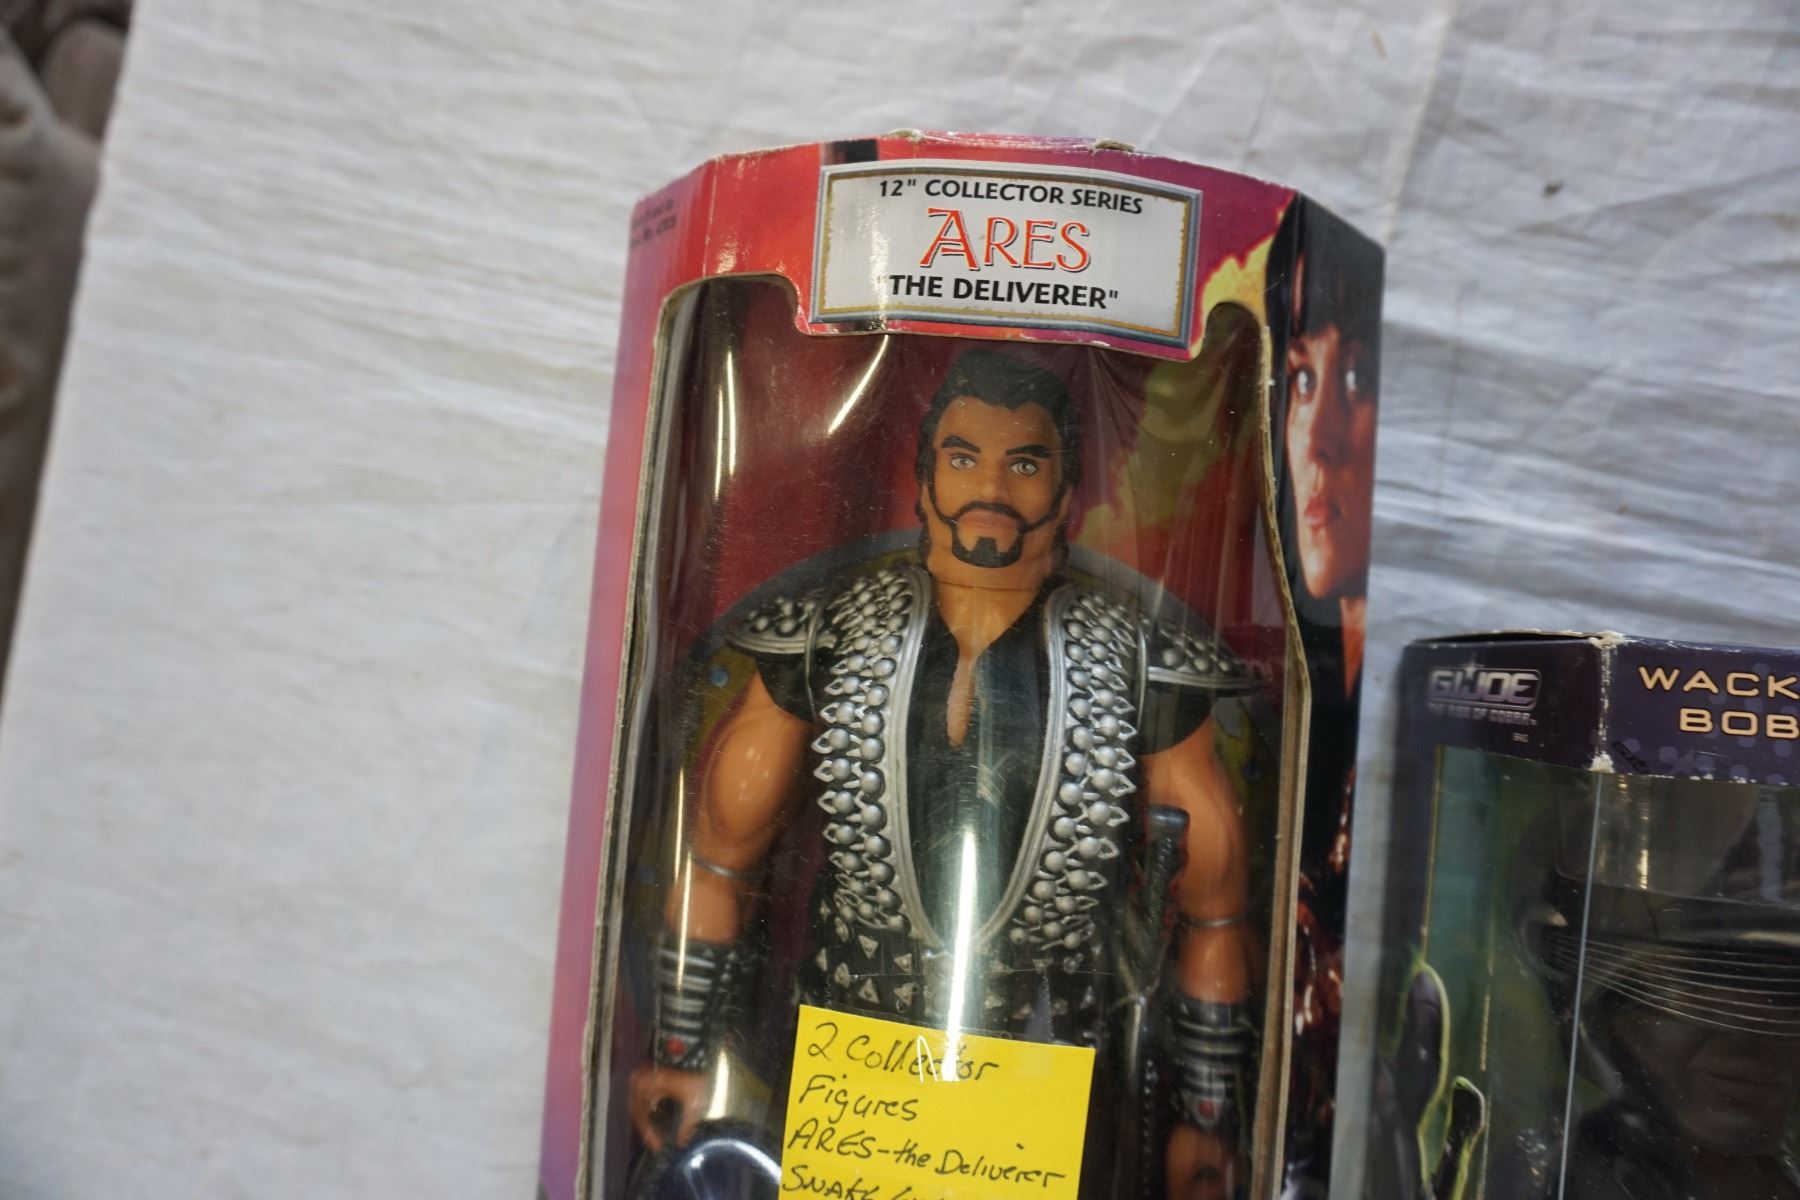 12" COLLECTOR SERIES
ARES
"THE DELIVERER"
G.I. JOE
THE RISE OF COBRA
WACK
BOB
2 Collector
Figures
ARES-the Deliverer